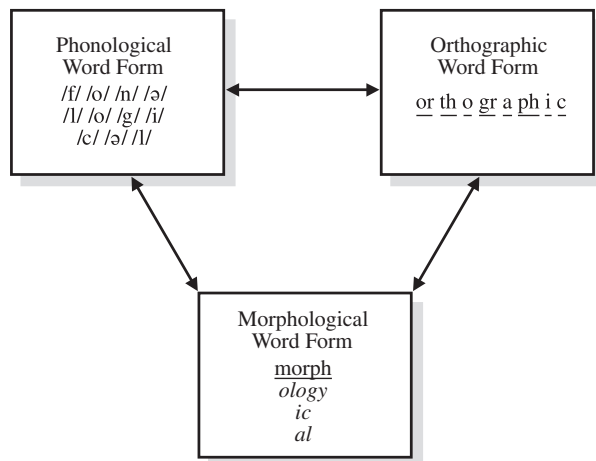 Phonological
Word Form
/f/ /o/ /n/ /ə/
/l/ /o/ /g/ /i/
/c/ /ə/ /l/
Orthographic
Word Form
or th o gr a ph i c
Morphological
Word Form
morph
ology
ic
al